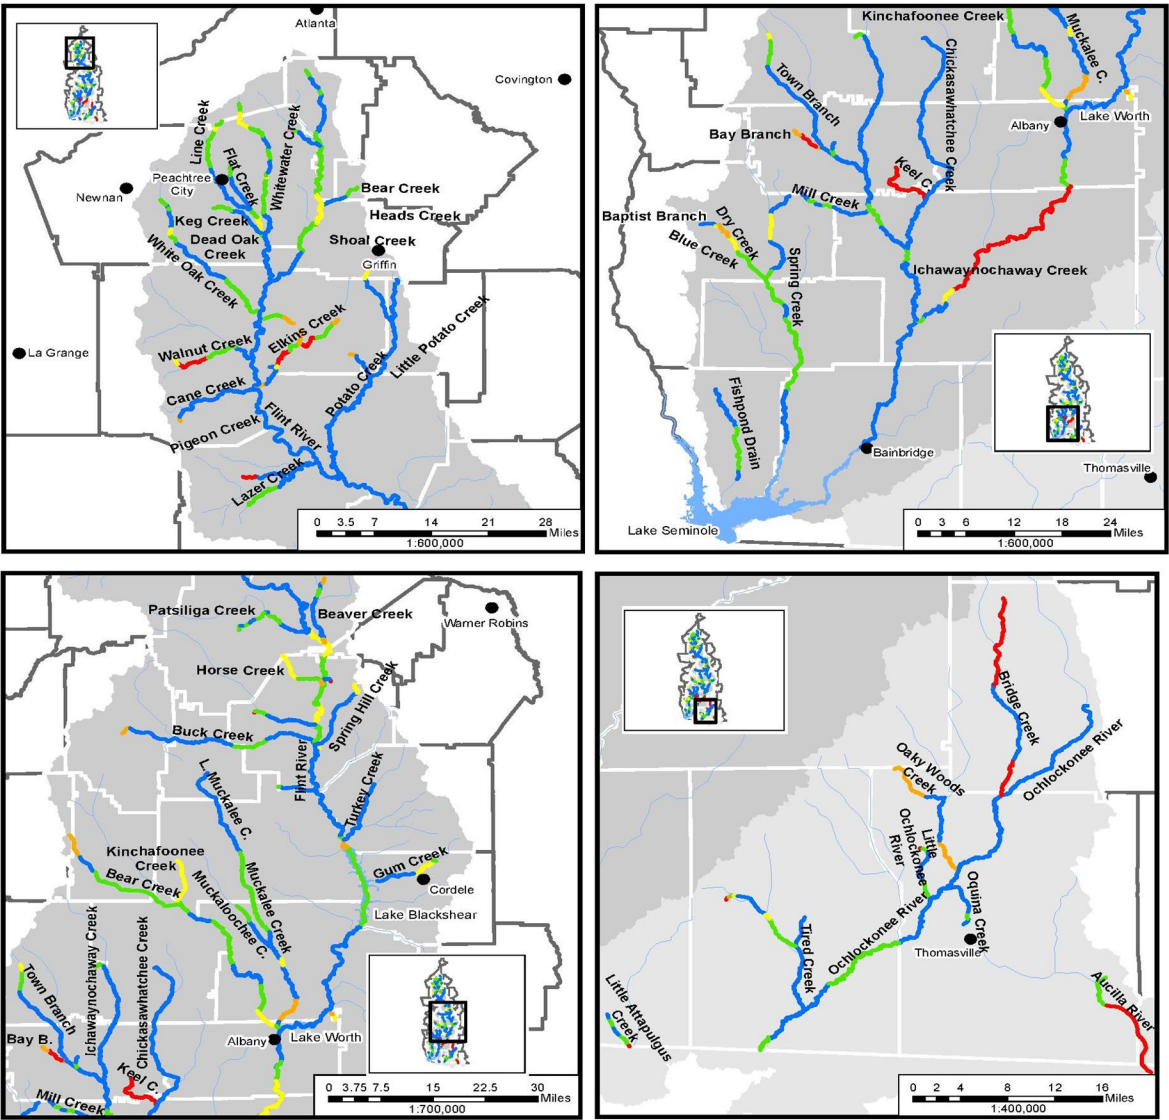 Atlanta
Covington
Line Creek
Whitewater Creek
Flat Creek
Peachtree
City
Newnan
Bear Creek
Keg Creek
Heads Creek
Dead Oak
Creek
Shoal Creek
Griffin
White Oak Creek
La Grange
Walnut Creek
Elkins Creek
Little Potato Creek
Potato Creek
Cane Creek
Flint River
Pigeon Creek
Lazer Creek
0 3.5 7 14 21 28
Miles
1:600,000
Kinchafoonee Creek
Muckalee C.
Chickasawhatchee Creek
Town Branch
Lake Worth
Albany
Bay Branch
Keel C.
Mill Creek
Baptist Branch
Dry Creek
Blue Creek
Spring Creek
Ichawaynochaway Creek
Fishpond Drain
Bainbridge
Thomasville
Lake Seminole
0 3 6 12 18 24
Miles
1:600,000
Patsiliga Creek
Beaver Creek
Warner Robins
Horse Creek
Spring Hill Creek
Buck Creek
Flint River
L. Muckalee C.
Turkey Creek
Kinchafoonee
Creek
Bear Creek
Gum Creek
Cordele
Muckalee Creek
Muckaloochee C.
Lake Blackshear
Town Branch
Ichawaynochaway Creek
Chickasawhatchee Creek
Bay B.
Albany
Lake Worth
Keel C.
Mill Creek
0 3.75 7.5 15 22.5 30
Miles
1:700,000
Bridge Creek
Ochlockonee River
Oaky Woods
Creek
Little
Ochlockonee
River
Oquina Creek
Ochlockonee River
Tired Creek
Thomasville
Little Attapulgus
Creek
Aucilla River
0 2 4 8 12 16
Miles
1:400,000